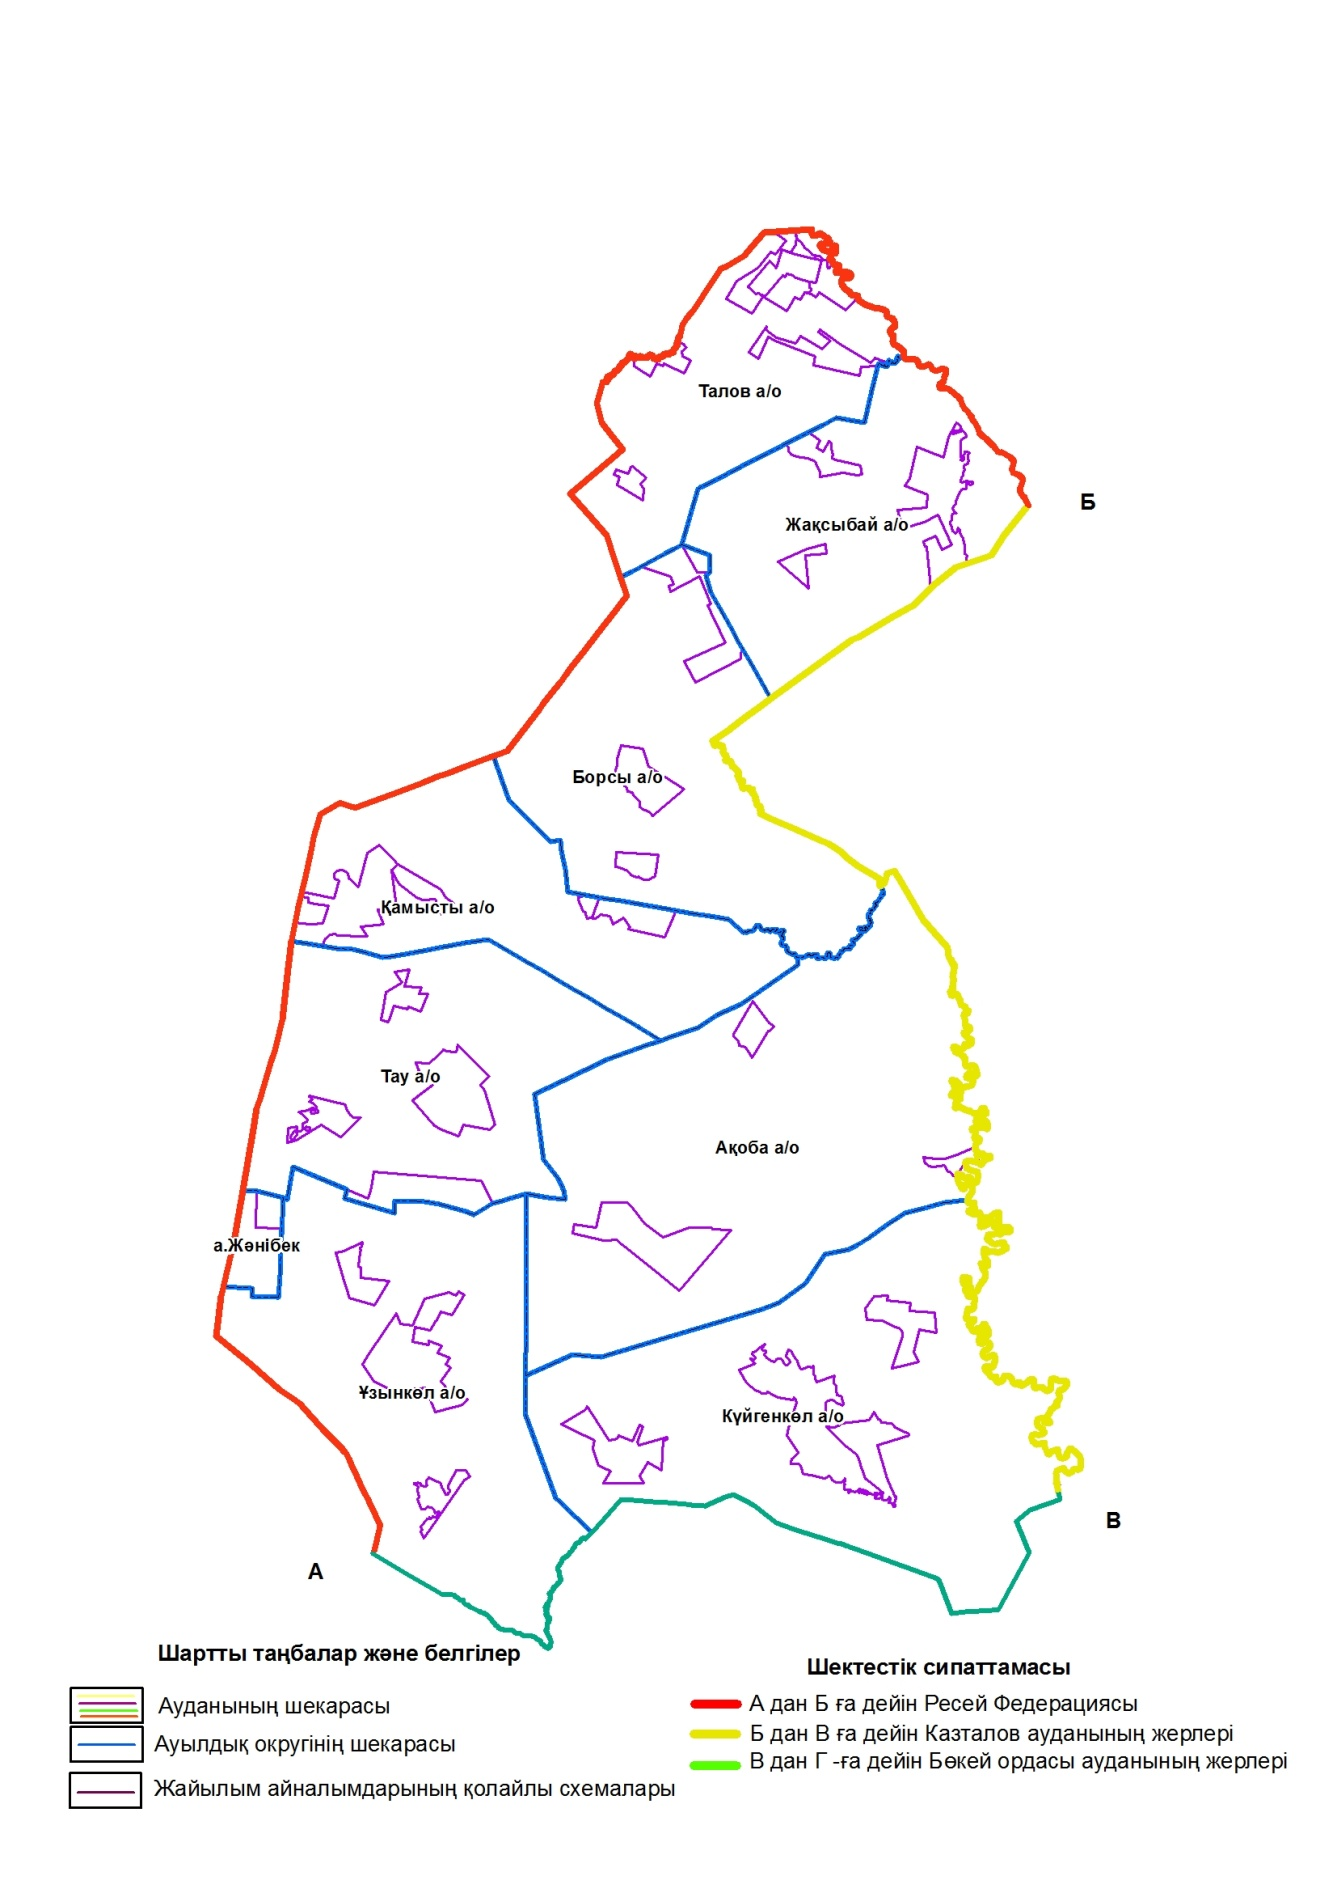 Талов а/о
Б
Жақсыбай а/о
Борсы а/о
Қамысты а/о
Тау а/о
Ақоба а/о
а.Жәнібек
Ұзынкөл а/о
Күйгенкөл а/о
В
А
Шартты таңбалар және белгілер
Ауданының шекарасы
Ауылдық округінің шекарасы
Жайылым айналымдарының қолайлы схемалары
Шектестік сипаттамасы
А дан Б ға дейін Ресей Федерациясы
Б дан В ға дейін Казталов ауданының жерлері
В дан Г -ға дейін Бөкей ордасы ауданының жерлері